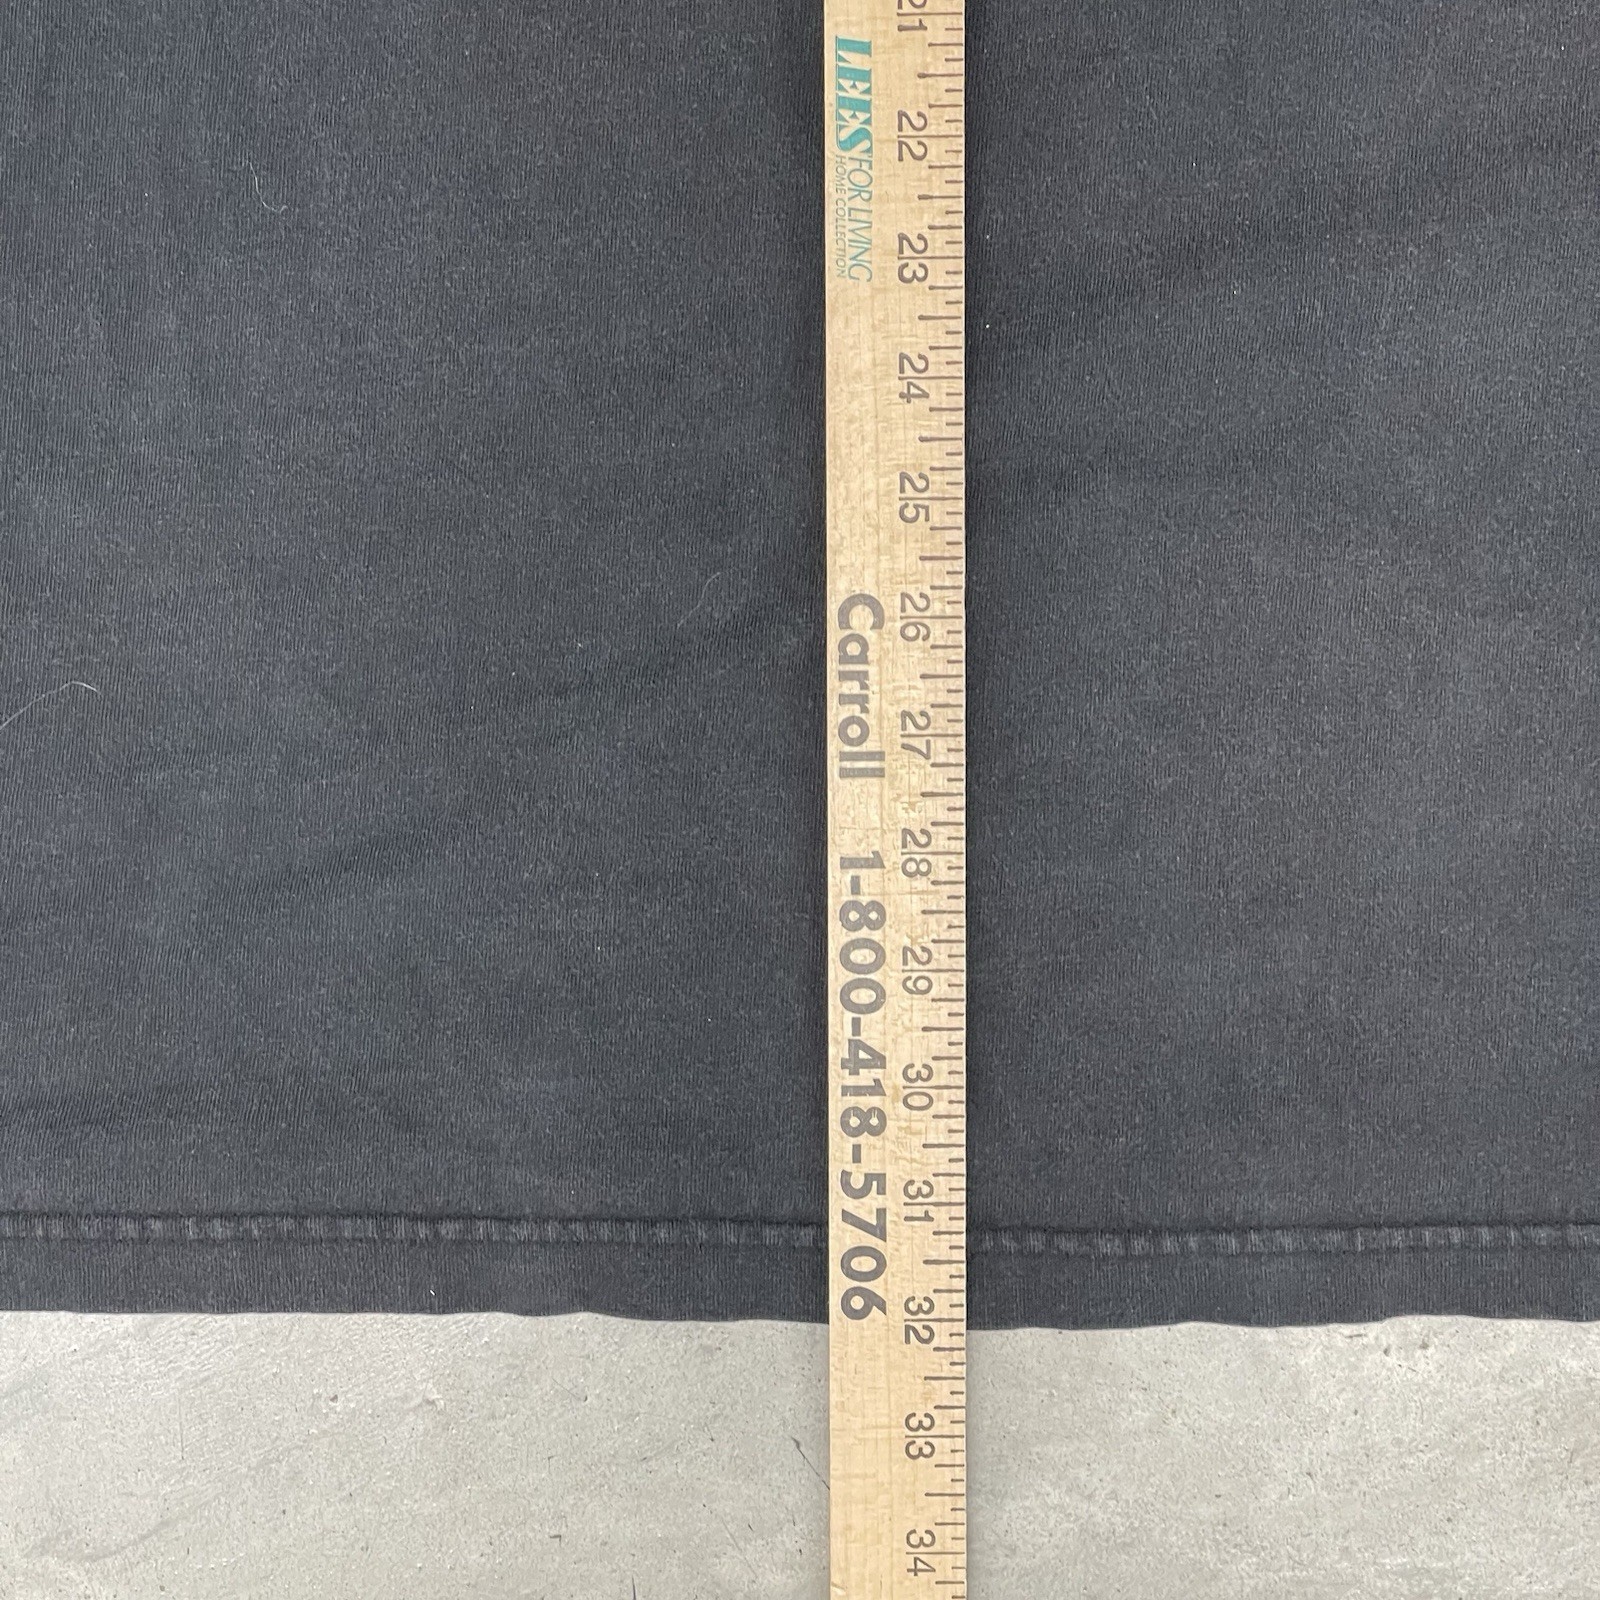 21 22 23 24 25 26 27 28 29 30 31 32 33 34
LEES FOR LIVING
HOME COLLECTION
Carroll 1-800-418-5706